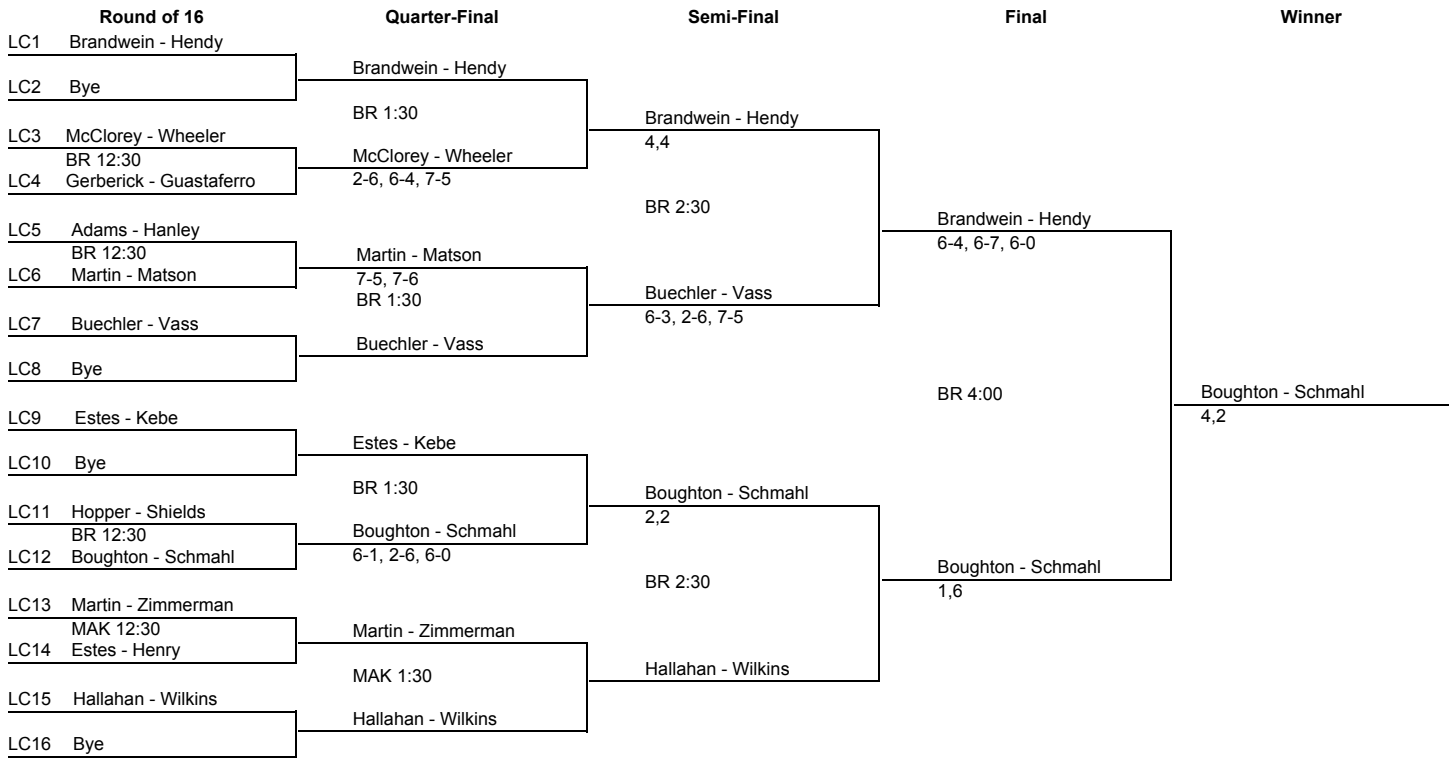 Round of 16
Quarter-Final
Semi-Final
Final
Winner
LC1 Brandwein - Hendy
LC2 Bye
LC3 McClorey - Wheeler
BR 12:30
LC4 Gerberick - Guastaferro
LC5 Adams - Hanley
BR 12:30
LC6 Martin - Matson
LC7 Buechler - Vass
LC8 Bye
LC9 Estes - Kebe
LC10 Bye
LC11 Hopper - Shields
BR 12:30
LC12 Boughton - Schmahl
LC13 Martin - Zimmerman
MAK 12:30
LC14 Estes - Henry
LC15 Hallahan - Wilkins
LC16 Bye
Brandwein - Hendy
BR 1:30
McClorey - Wheeler
2-6, 6-4, 7-5
Martin - Matson
7-5, 7-6
BR 1:30
Buechler - Vass
Estes - Kebe
BR 1:30
Boughton - Schmahl
6-1, 2-6, 6-0
Martin - Zimmerman
MAK 1:30
Hallahan - Wilkins
Brandwein - Hendy
4,4
BR 2:30
Buechler - Vass
6-3, 2-6, 7-5
Boughton - Schmahl
2,2
BR 2:30
Hallahan - Wilkins
Brandwein - Hendy
6-4, 6-7, 6-0
BR 4:00
Boughton - Schmahl
1,6
Boughton - Schmahl
4,2